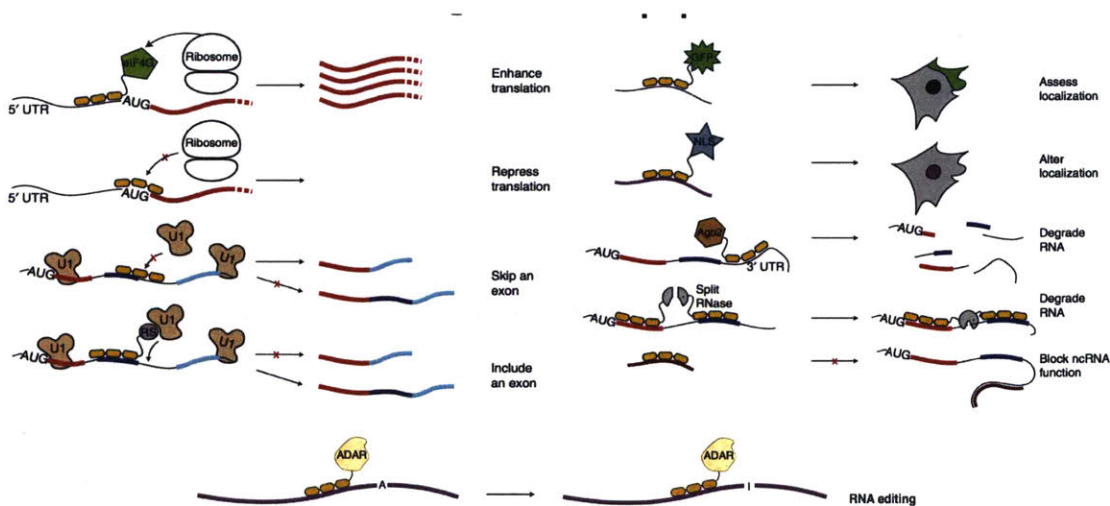 eIF4G
Ribosome
AUG
5' UTR
Enhance
translation
Ribosome
AUG
5' UTR
Repress
translation
U1
U1
U1
AUG
Skip an
exon
U1
U1
RS
U1
AUG
Include
an exon
GFP
Assess
localization
NLS
Alter
localization
Ago2
AUG
3' UTR
AUG
Degrade
RNA
Split
RNase
AUG
AUG
Degrade
RNA
AUG
Block ncRNA
function
ADAR
A
ADAR
I
RNA editing